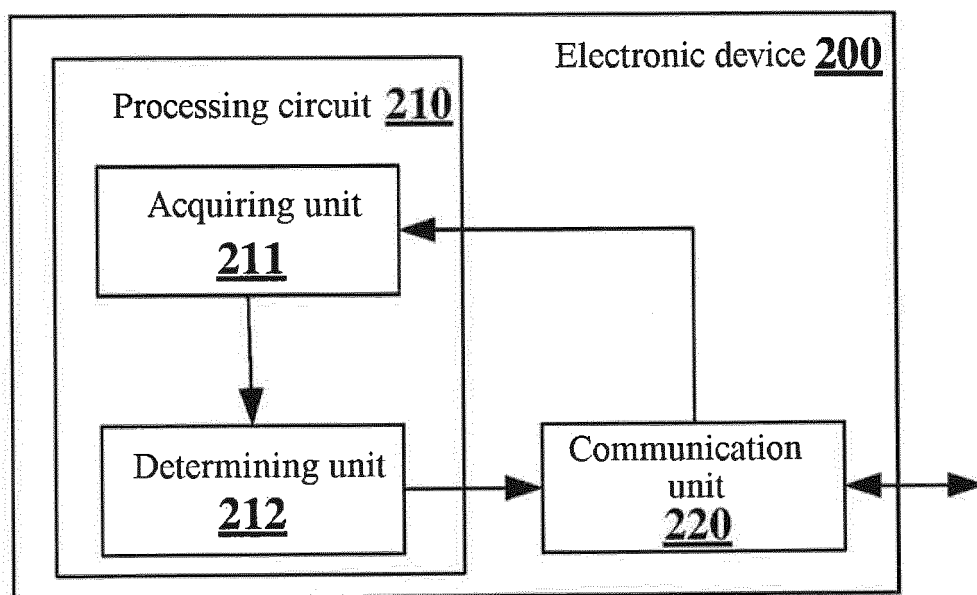 Electronic device 200
Processing circuit 210
Acquiring unit
211
Determining unit
212
Communication
unit
220